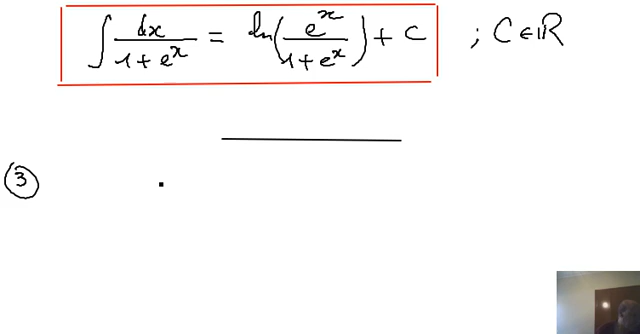 ∫ dx/(1+e^x) = ln(e^x/(1+e^x)) + C ; C∈ℝ
③